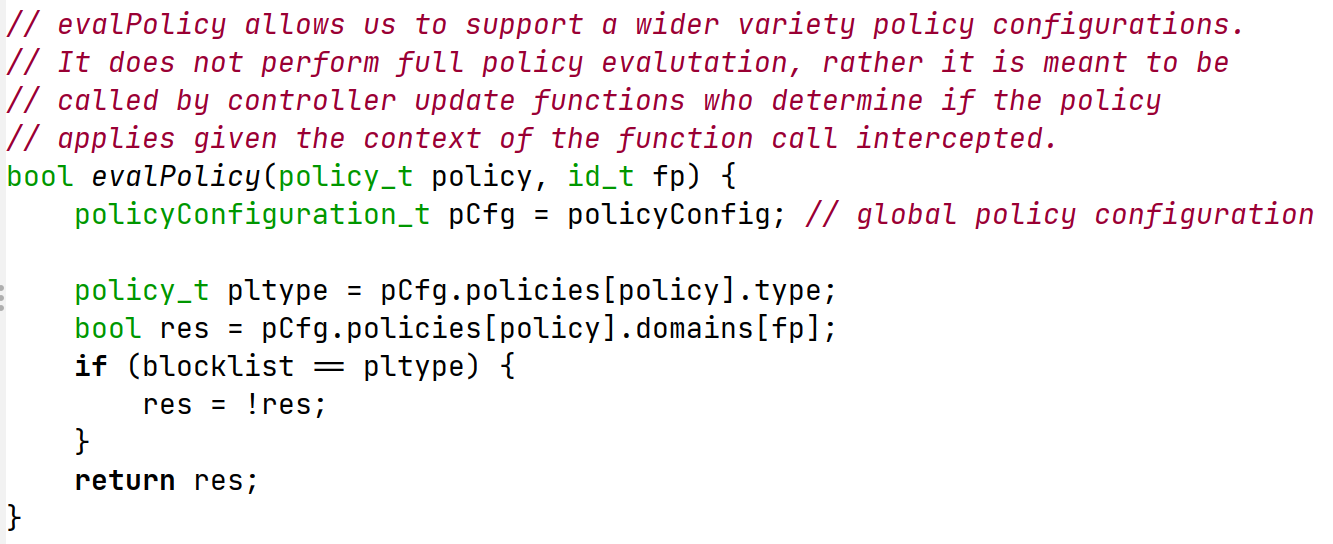 // evalPolicy allows us to support a wider variety policy configurations.
// It does not perform full policy evalutation, rather it is meant to be
// called by controller update functions who determine if the policy
// applies given the context of the function call intercepted.
bool evalPolicy(policy_t policy, id_t fp) {
    policyConfiguration_t pCfg = policyConfig; // global policy configuration
    policy_t pltype = pCfg.policies[policy].type;
    bool res = pCfg.policies[policy].domains[fp];
    if (blocklist == pltype) {
        res = !res;
    }
    return res;
}